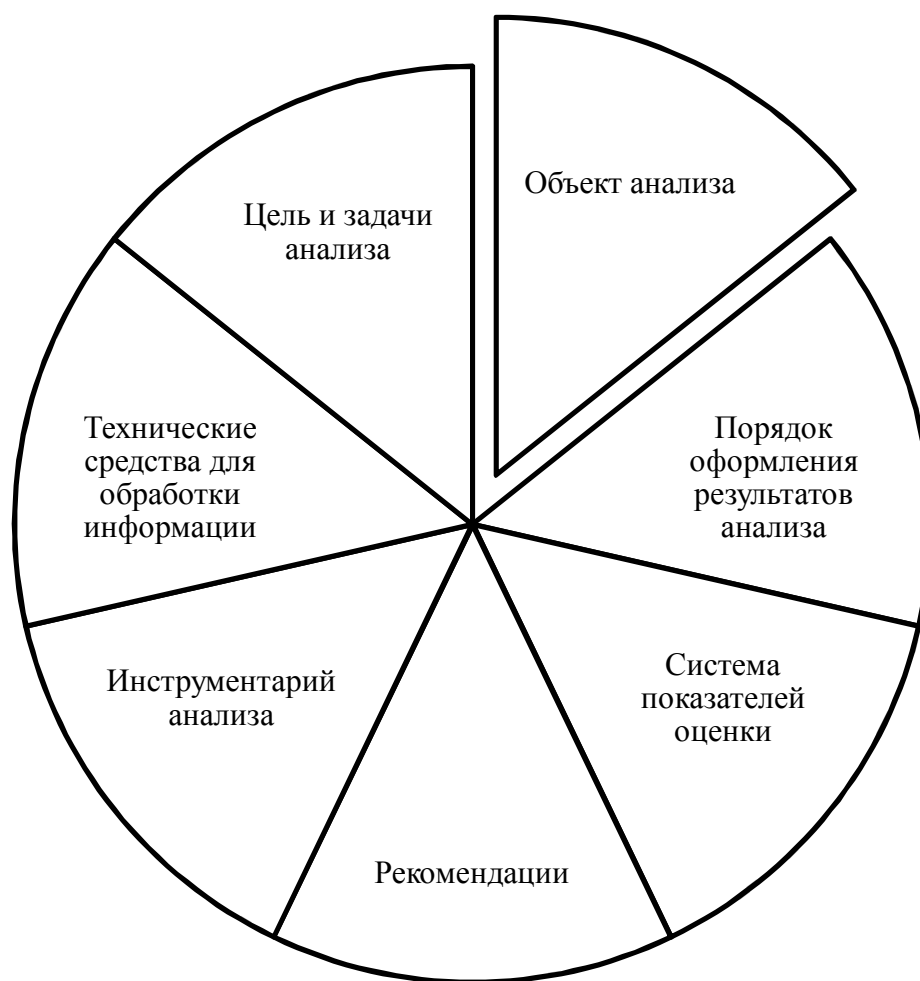 Объект анализа
Цель и задачи
анализа
Технические
средства для
обработки
информации
Порядок
оформления
результатов
анализа
Инструментарий
анализа
Система
показателей
оценки
Рекомендации